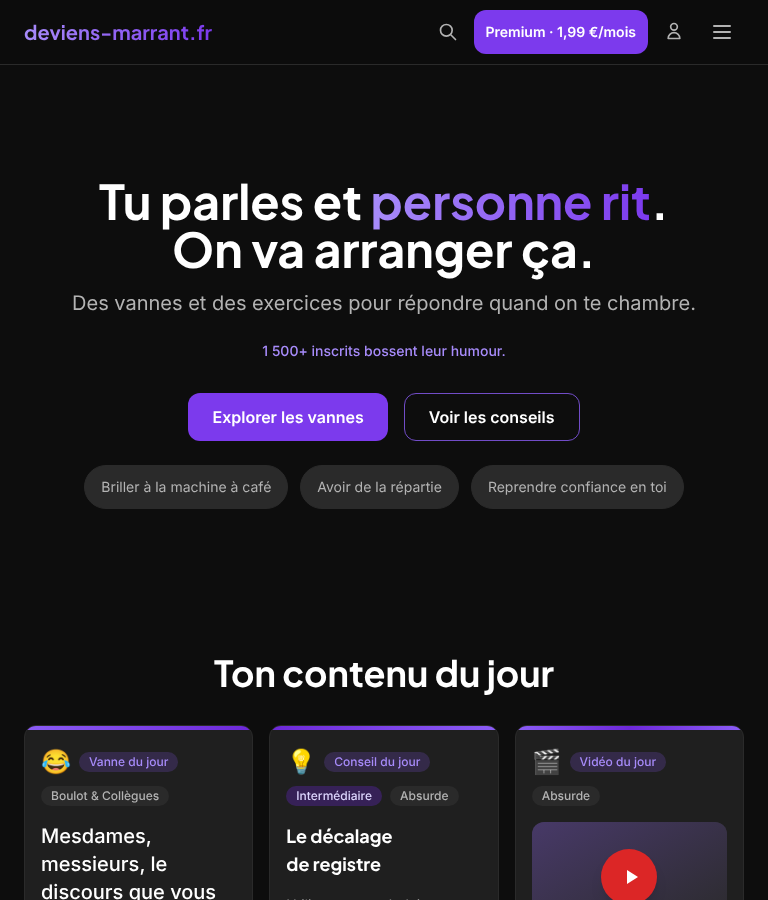 deviens-marrant.fr
Premium · 1,99 €/mois
Tu parles et personne rit.
On va arranger ça.
Des vannes et des exercices pour répondre quand on te chambre.
1 500+ inscrits bossent leur humour.
Explorer les vannes
Voir les conseils
Briller à la machine à café
Avoir de la répartie
Reprendre confiance en toi
Ton contenu du jour
Vanne du jour
Boulot & Collègues
Mesdames,
messieurs, le
discours que vous
Conseil du jour
Intermédiaire
Absurde
Le décalage
de registre
Vidéo du jour
Absurde